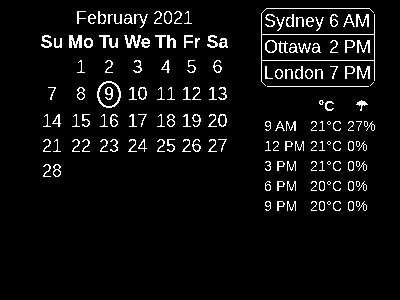 February 2021
Su Mo Tu We Th Fr Sa
1 2 3 4 5 6
7 8 9 10 11 12 13
14 15 16 17 18 19 20
21 22 23 24 25 26 27
28
Sydney 6 AM
Ottawa 2 PM
London 7 PM
°C ☂
9 AM 21°C 27%
12 PM 21°C 0%
3 PM 21°C 0%
6 PM 20°C 0%
9 PM 20°C 0%